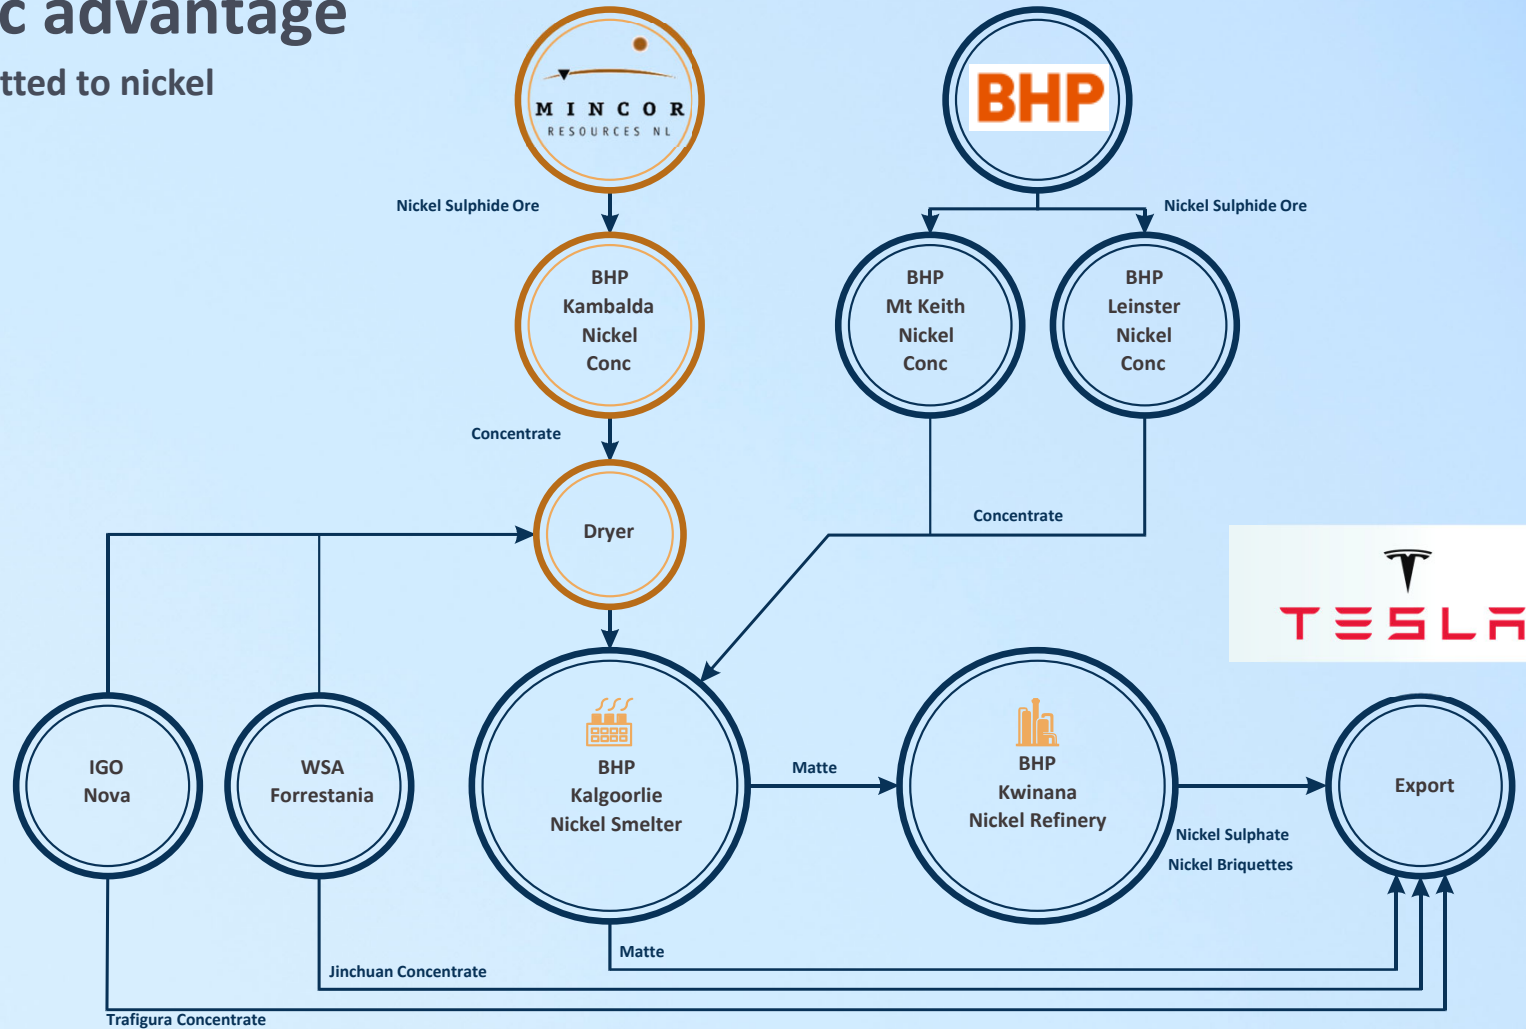 c advantage
tted to nickel
MINCOR
RESOURCES NL
BHP
Nickel Sulphide Ore
Nickel Sulphide Ore
BHP
Kambalda
Nickel
Conc
BHP
Mt Keith
Nickel
Conc
BHP
Leinster
Nickel
Conc
Concentrate
Concentrate
Dryer
TESLA
IGO
Nova
WSA
Forrestania
BHP
Kalgoorlie
Nickel Smelter
Matte
BHP
Kwinana
Nickel Refinery
Nickel Sulphate
Nickel Briquettes
Export
Matte
Jinchuan Concentrate
Trafigura Concentrate